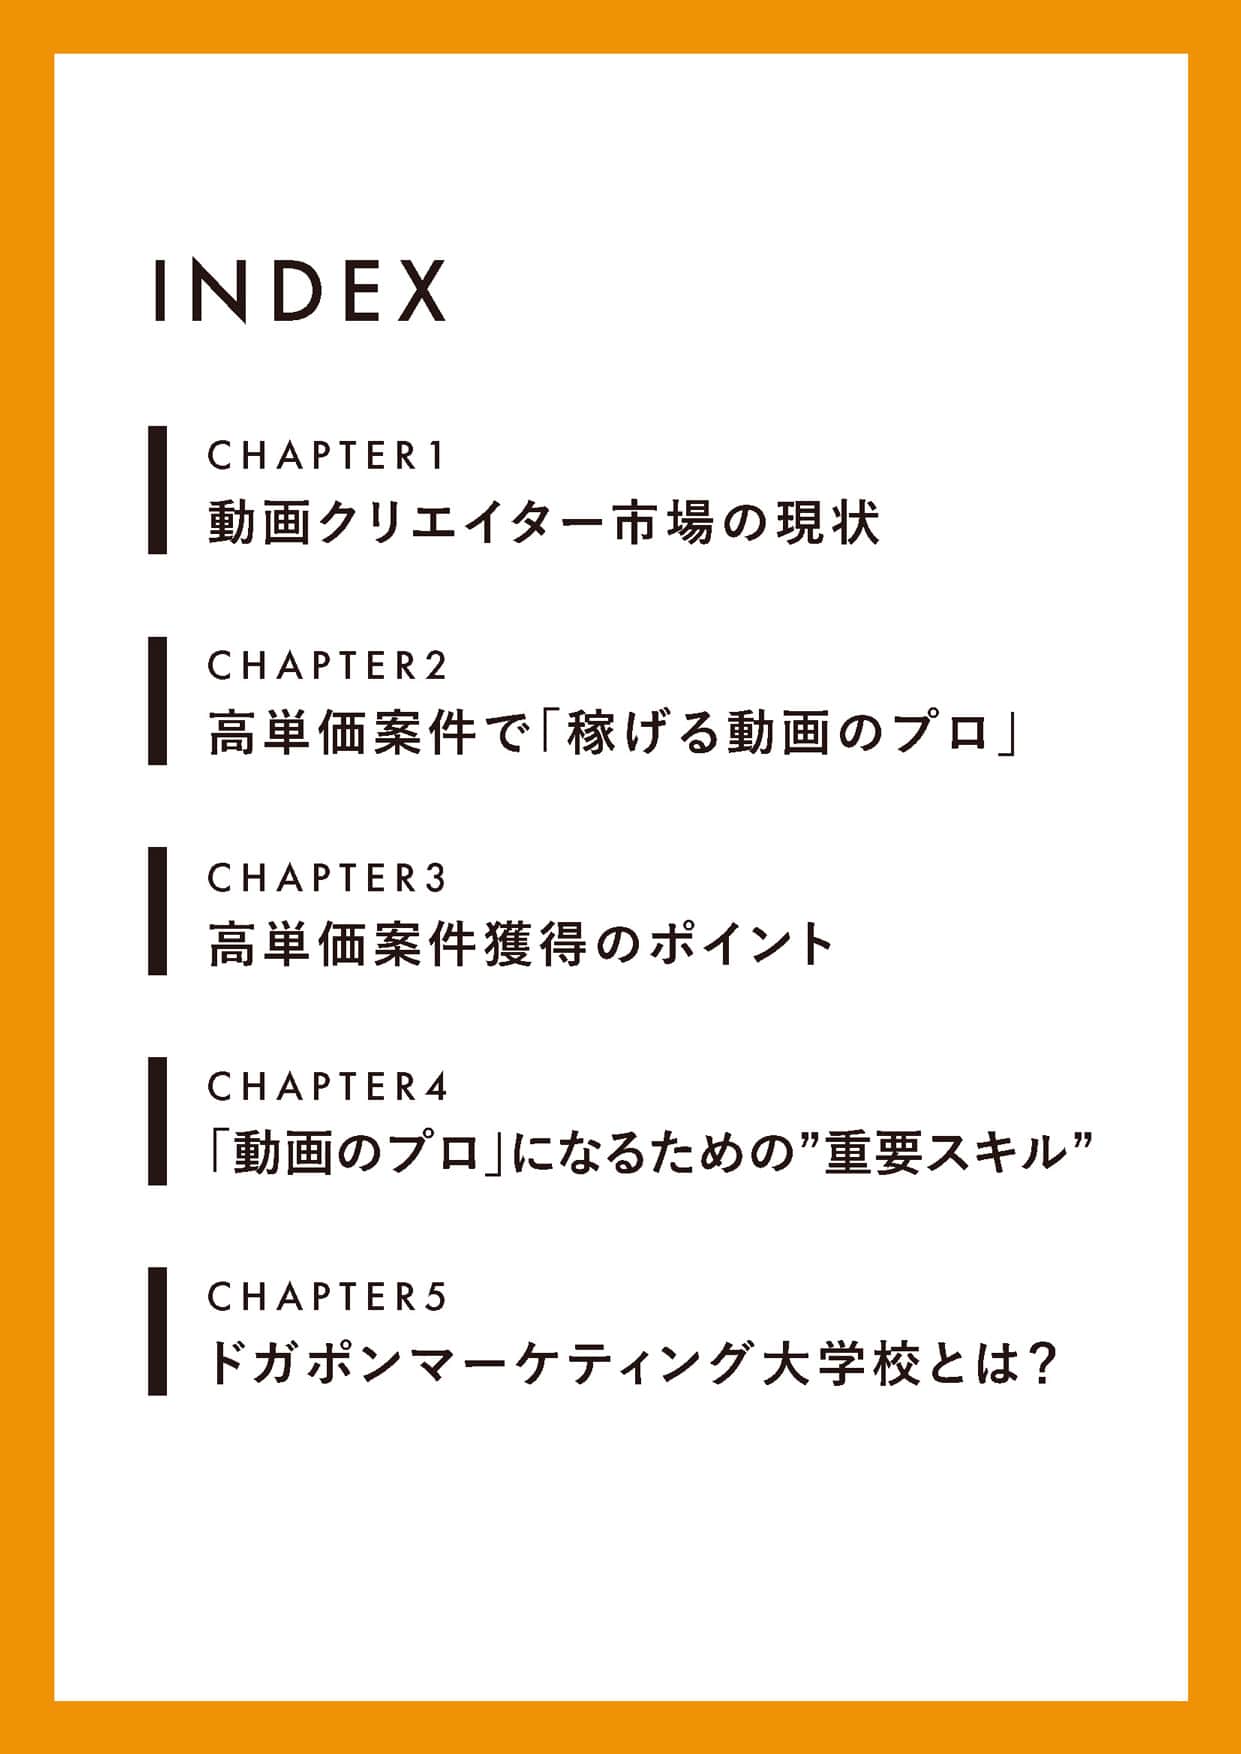 INDEX
CHAPTER1
動画クリエイター市場の現状
CHAPTER2
高単価案件で「稼げる動画のプロ」
CHAPTER3
高単価案件獲得のポイント
CHAPTER4
「動画のプロ」になるための”重要スキル”
CHAPTER5
ドガポンマーケティング大学校とは？